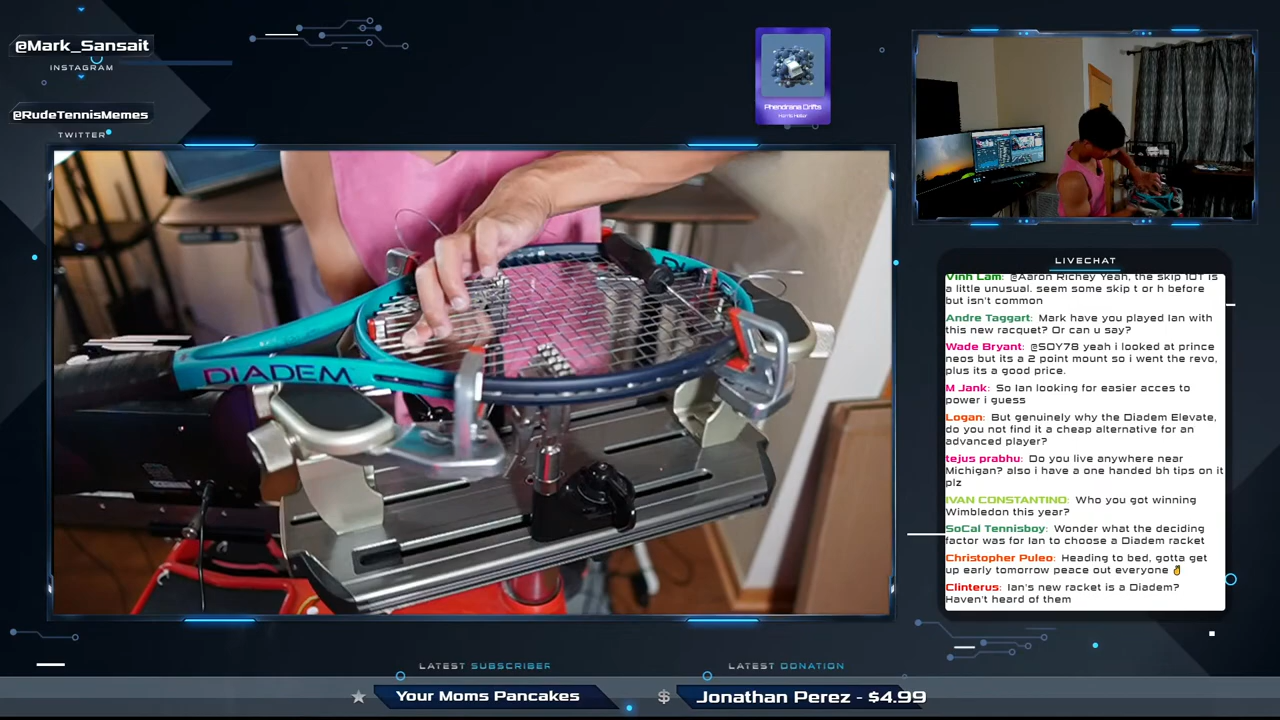 @Mark_Sansait
INSTAGRAM
@RudeTennisMemes
TWITTER
Phendrana Drifts
Harris Heller
DIADEM
DI
LIVECHAT
Vinh Lam: @Aaron Richey Yeah, the skip 10T is
a little unusual. seem some skip t or h before
but isn't common
Andre Taggart: Mark have you played Ian with
this new racquet? Or can u say?
Wade Bryant: @SOY78 yeah i looked at prince
neos but its a 2 point mount so i went the revo,
plus its a good price.
M Jank: So Ian looking for easier acces to
power i guess
Logan: But genuinely why the Diadem Elevate,
do you not find it a cheap alternative for an
advanced player?
tejus prabhu: Do you live anywhere near
Michigan? also i have a one handed bh tips on it
plz
IVAN CONSTANTINO: Who you got winning
Wimbledon this year?
SoCal Tennisboy: Wonder what the deciding
factor was for Ian to choose a Diadem racket
Christopher Puleo: Heading to bed, gotta get
up early tomorrow peace out everyone ✌
Clinterus: Ian's new racket is a Diadem?
Haven't heard of them
LATEST SUBSCRIBER
Your Moms Pancakes
LATEST DONATION
$ Jonathan Perez - $4.99